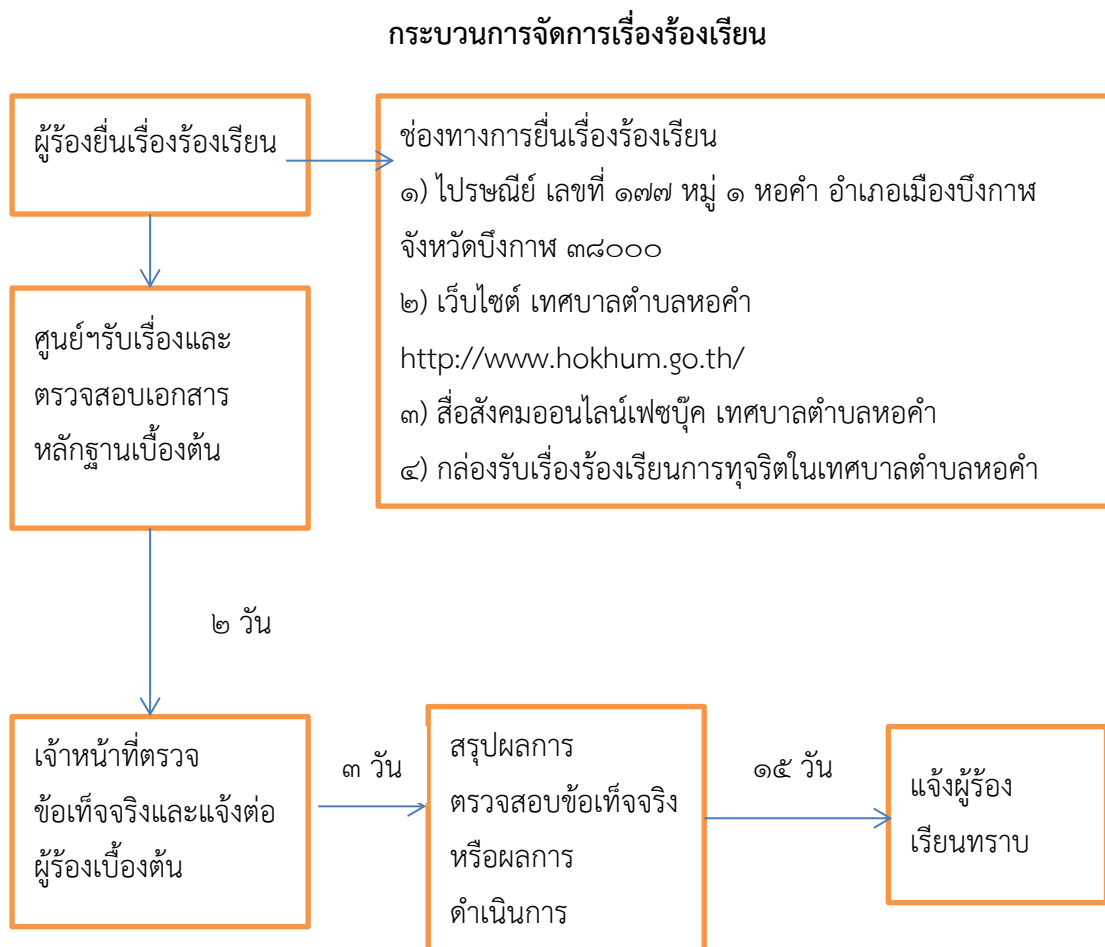 กระบวนการจัดการเรื่องร้องเรียน
ผู้ร้องยื่นเรื่องร้องเรียน
ช่องทางการยื่นเรื่องร้องเรียน
๑) ไปรษณีย์ เลขที่ ๑๗๗ หมู่ ๑ หอคำ อำเภอเมืองบึงกาฬ
จังหวัดบึงกาฬ ๓๘๐๐๐
๒) เว็บไซต์ เทศบาลตำบลหอคำ
http://www.hokhum.go.th/
๓) สื่อสังคมออนไลน์เฟซบุ๊ค เทศบาลตำบลหอคำ
๔) กล่องรับเรื่องร้องเรียนการทุจริตในเทศบาลตำบลหอคำ
ศูนย์ฯรับเรื่องและ
ตรวจสอบเอกสาร
หลักฐานเบื้องต้น
๒ วัน
เจ้าหน้าที่ตรวจ
ข้อเท็จจริงและแจ้งต่อ
ผู้ร้องเบื้องต้น
๓ วัน
สรุปผลการ
ตรวจสอบข้อเท็จจริง
หรือผลการ
ดำเนินการ
๑๕ วัน
แจ้งผู้ร้อง
เรียนทราบ